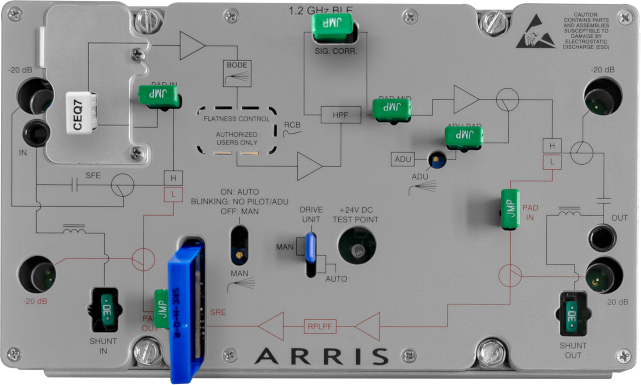 1.2 GHz BLE
JMP
SIG. CORR.
CAUTION:
CONTAINS PARTS
AND ASSEMBLIES
SUSCEPTIBLE TO
DAMAGE BY
ELECTROSTATIC
DISCHARGE (ESD)
-20 dB
BODE
-20 dB
PAD IN
JMP
CEQ7
PAD MID
JMP
FLATNESS CONTROL
HPF
RCB
AUTHORIZED
USERS ONLY
ADU PAD
JMP
IN
ADU
H
L
ADU
SFE
H
L
ON: AUTO
BLINKING: NO PILOT/ADU
OFF: MAN
DRIVE
UNIT
+24V DC
TEST POINT
JMP
PAD
IN
OUT
MAN
AUTO
MAN
-20 dB
-20 dB
JMP
PAD
OUT
SRE
RPLPF
SHUNT
IN
SHUNT
OUT
ARRIS